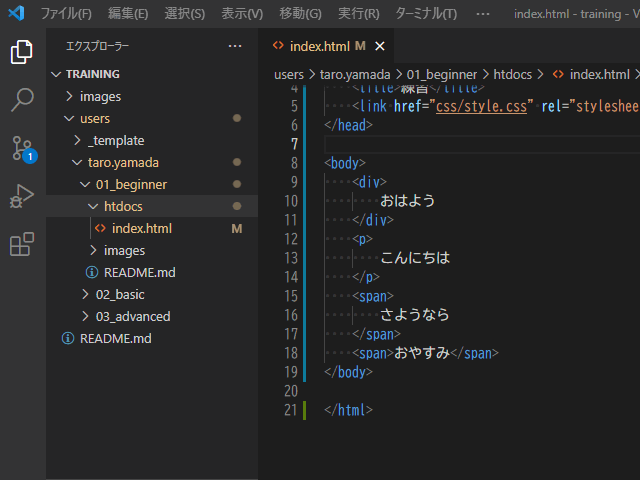 ファイル(F) 編集(E) 選択(S) 表示(V) 移動(G) 実行(R) ターミナル(T) ··· index.html - training - V
エクスプローラー ···
index.html M ×
users > taro.yamada > 01_beginner > htdocs > <> index.html
TRAINING
images
users
_template
taro.yamada
01_beginner
htdocs
<> index.html M
images
README.md
02_basic
03_advanced
README.md
1
4 <title>練習</title>
5 <link href="css/style.css" rel="styleshee
6 </head>
7
8 <body>
9 <div>
10 おはよう
11 </div>
12 <p>
13 こんにちは
14 </p>
15 <span>
16 さようなら
17 </span>
18 <span>おやすみ</span>
19 </body>
20
21 </html>